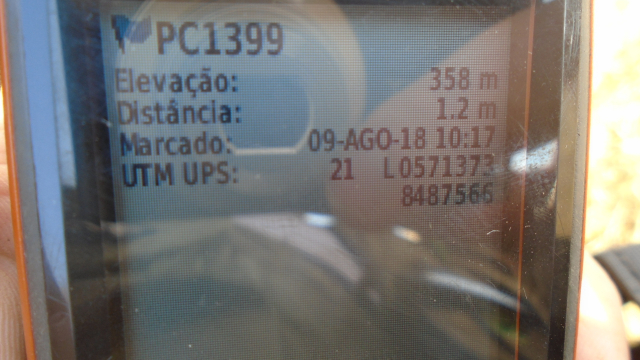 PC1399
Elevação: 358 m
Distância: 1.2 m
Marcado: 09-AGO-18 10:17
UTM UPS: 21 L 0571373
8487566